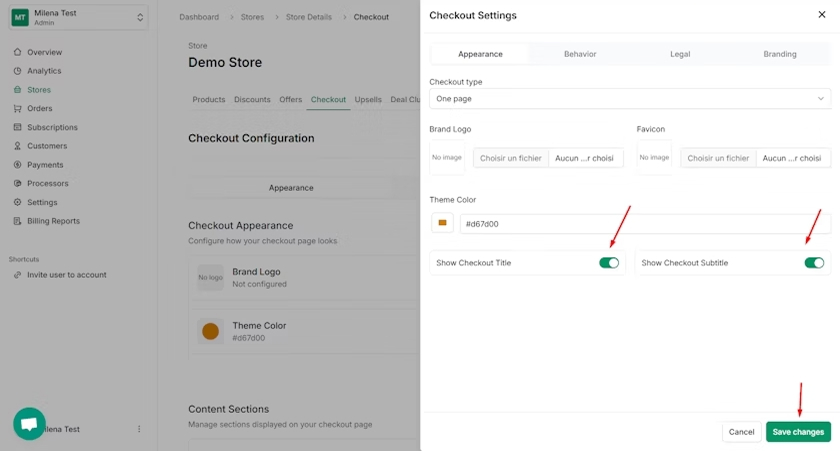 MT
Milena Test
Admin
Overview
Analytics
Stores
Orders
Subscriptions
Customers
Payments
Processors
Settings
Billing Reports
Shortcuts
Invite user to account
Milena Test
Dashboard > Stores > Store Details > Checkout
Store
Demo Store
Products Discounts Offers Checkout Upsells Deal Clu
Checkout Configuration
Appearance
Checkout Appearance
Configure how your checkout page looks
No logo
Brand Logo
Not configured
Theme Color
#d67d00
Content Sections
Manage sections displayed on your checkout page
Checkout Settings
Appearance Behavior Legal Branding
Checkout type
One page
Brand Logo Favicon
No image Choisir un fichier Aucun ...r choisi No image Choisir un fichier Aucun ...r choisi
Theme Color
#d67d00
Show Checkout Title Show Checkout Subtitle
Cancel Save changes